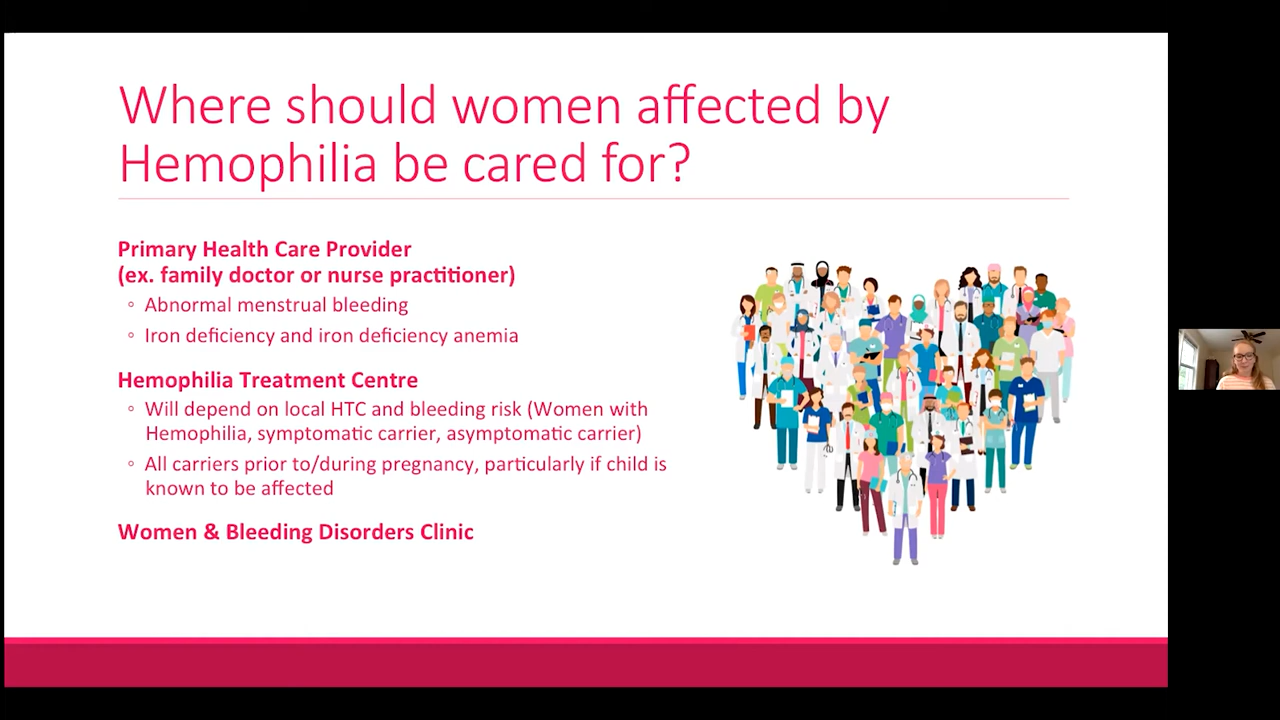 Where should women affected by
Hemophilia be cared for?
Primary Health Care Provider
(ex. family doctor or nurse practitioner)
◦ Abnormal menstrual bleeding
◦ Iron deficiency and iron deficiency anemia
Hemophilia Treatment Centre
◦ Will depend on local HTC and bleeding risk (Women with
Hemophilia, symptomatic carrier, asymptomatic carrier)
◦ All carriers prior to/during pregnancy, particularly if child is
known to be affected
Women & Bleeding Disorders Clinic